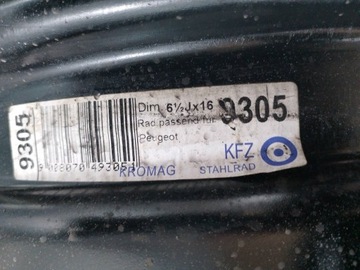 9305
Dim. 6½Jx16
Rad passend für
Peugeot
9305
KFZ
KROMAG
STAHLRAD